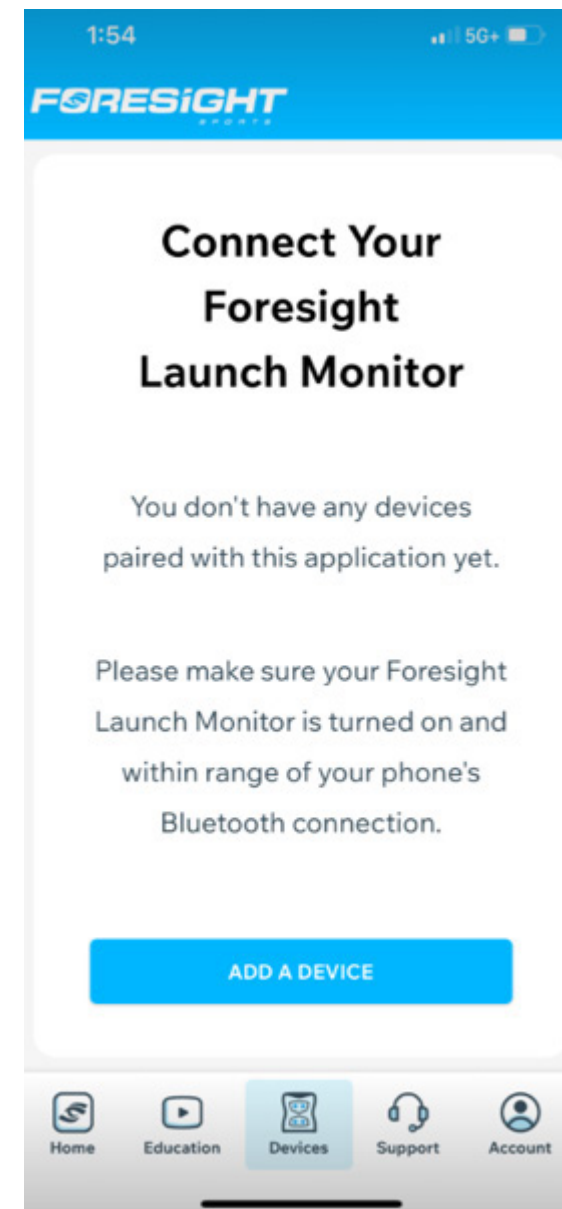 1:54 5G+
FORESiGHT
SPORTS
Connect Your
Foresight
Launch Monitor
You don't have any devices
paired with this application yet.
Please make sure your Foresight
Launch Monitor is turned on and
within range of your phone's
Bluetooth connection.
ADD A DEVICE
Home Education Devices Support Account